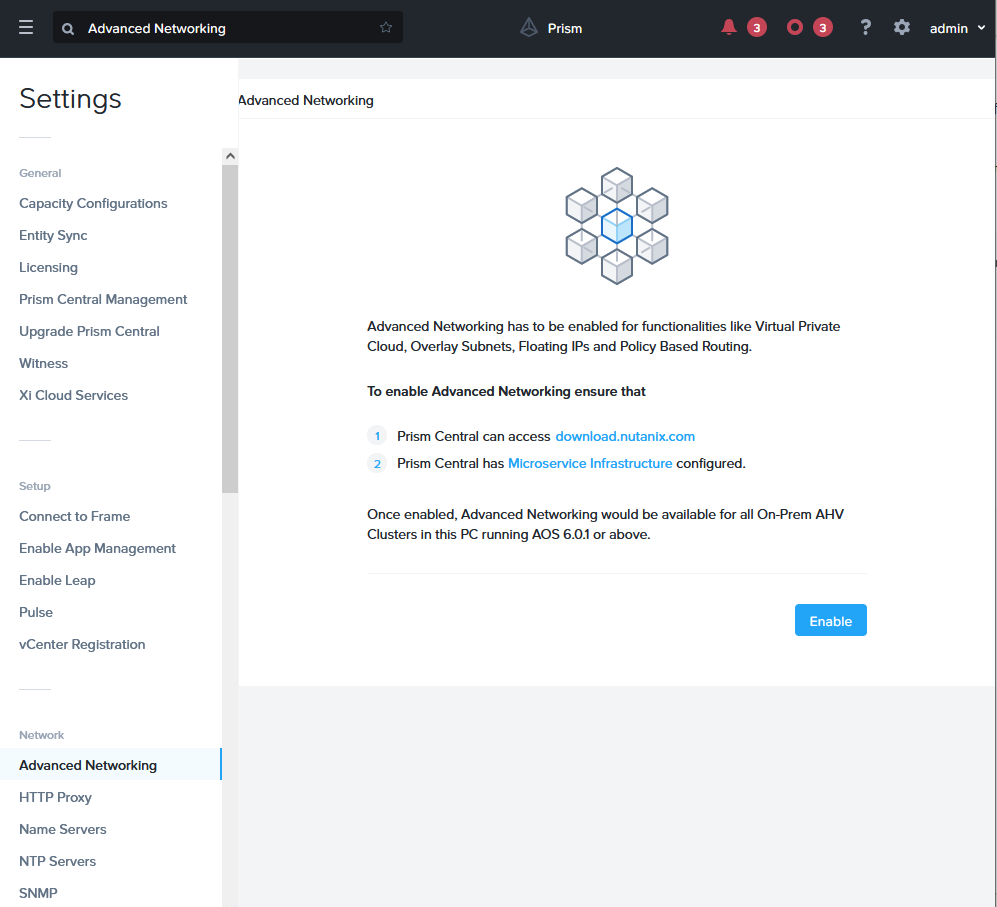 Advanced Networking
Prism
3
3
?
admin
Settings
General
Capacity Configurations
Entity Sync
Licensing
Prism Central Management
Upgrade Prism Central
Witness
Xi Cloud Services
Setup
Connect to Frame
Enable App Management
Enable Leap
Pulse
vCenter Registration
Network
Advanced Networking
HTTP Proxy
Name Servers
NTP Servers
SNMP
Advanced Networking
Advanced Networking has to be enabled for functionalities like Virtual Private
Cloud, Overlay Subnets, Floating IPs and Policy Based Routing.
To enable Advanced Networking ensure that
1 Prism Central can access download.nutanix.com
2 Prism Central has Microservice Infrastructure configured.
Once enabled, Advanced Networking would be available for all On-Prem AHV
Clusters in this PC running AOS 6.0.1 or above.
Enable